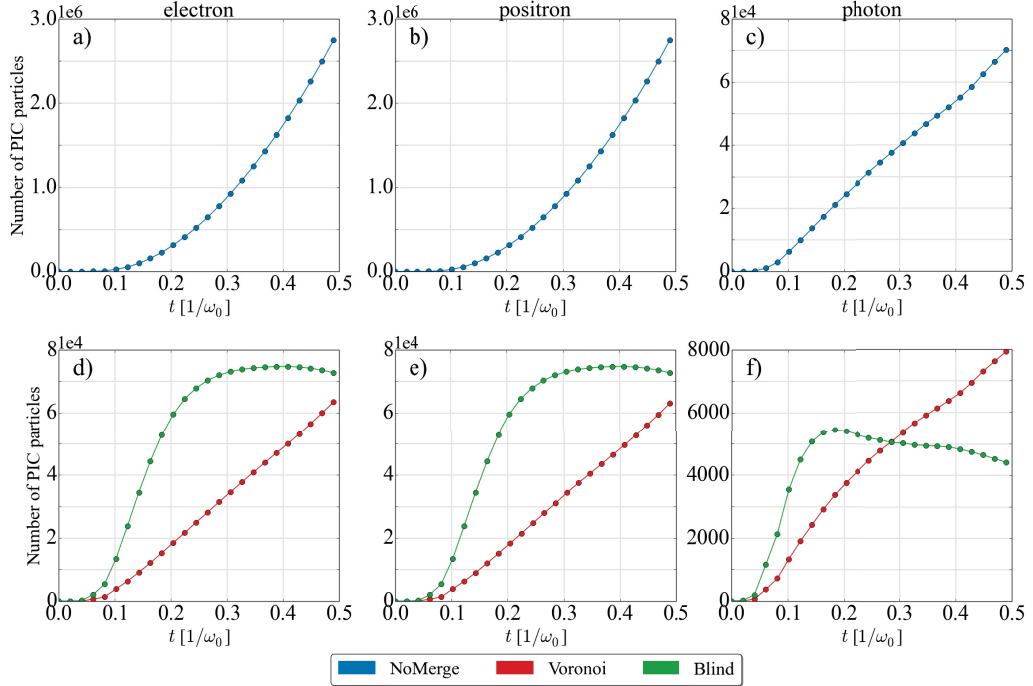 electron
positron
photon
3.0 1e6
3.0 1e6
8 1e4
a)
b)
c)
Number of PIC particles
2.0
1.0
0.0
2.0
1.0
0.0
6
4
2
0
0.0 0.1 0.2 0.3 0.4 0.5
0.0 0.1 0.2 0.3 0.4 0.5
0.0 0.1 0.2 0.3 0.4 0.5
t [1/ω₀]
t [1/ω₀]
t [1/ω₀]
8 1e4
8 1e4
8000
d)
e)
f)
Number of PIC particles
6
4
2
0
6
4
2
0
6000
4000
2000
0
0.0 0.1 0.2 0.3 0.4 0.5
0.0 0.1 0.2 0.3 0.4 0.5
0.0 0.1 0.2 0.3 0.4 0.5
t [1/ω₀]
t [1/ω₀]
t [1/ω₀]
NoMerge Voronoi Blind